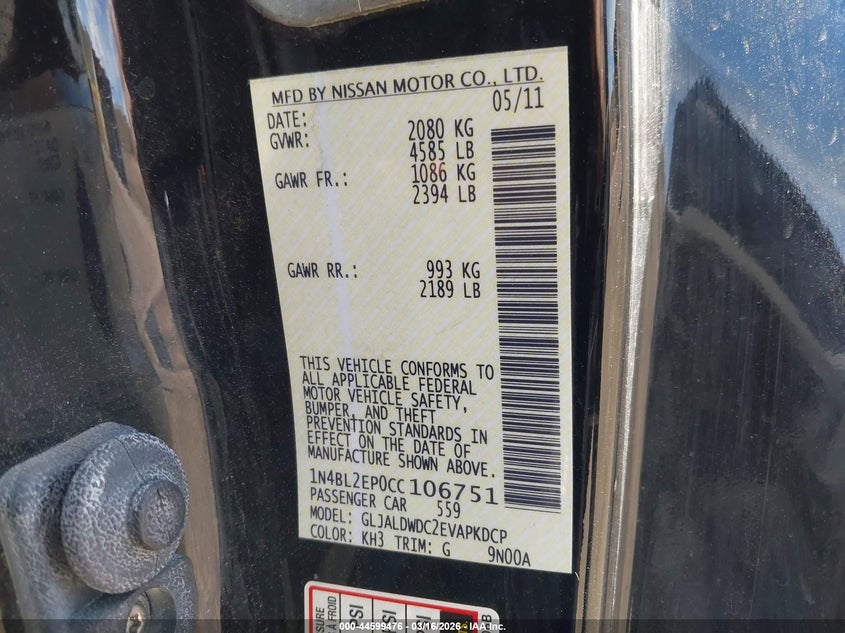 MFD BY NISSAN MOTOR CO., LTD.
DATE: 05/11
GVWR: 2080 KG
4585 LB
GAWR FR.: 1086 KG
2394 LB
GAWR RR.: 993 KG
2189 LB
THIS VEHICLE CONFORMS TO
ALL APPLICABLE FEDERAL
MOTOR VEHICLE SAFETY,
BUMPER, AND THEFT
PREVENTION STANDARDS IN
EFFECT ON THE DATE OF
MANUFACTURE SHOWN ABOVE.
1N4BL2EP0CC106751
PASSENGER CAR 559
MODEL: GLJALDWDC2EVAPKDCP
COLOR: KH3 TRIM: G 9N00A
À FROID
000-44599476 - 03/16/2026 - IAA Inc.